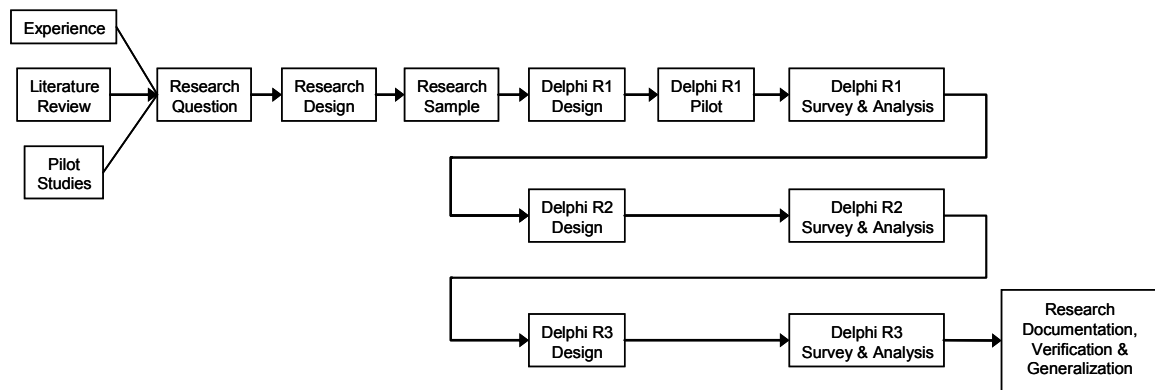 Experience
Literature
Review
Pilot
Studies
Research
Question
Research
Design
Research
Sample
Delphi R1
Design
Delphi R1
Pilot
Delphi R1
Survey & Analysis
Delphi R2
Design
Delphi R2
Survey & Analysis
Delphi R3
Design
Delphi R3
Survey & Analysis
Research
Documentation,
Verification &
Generalization